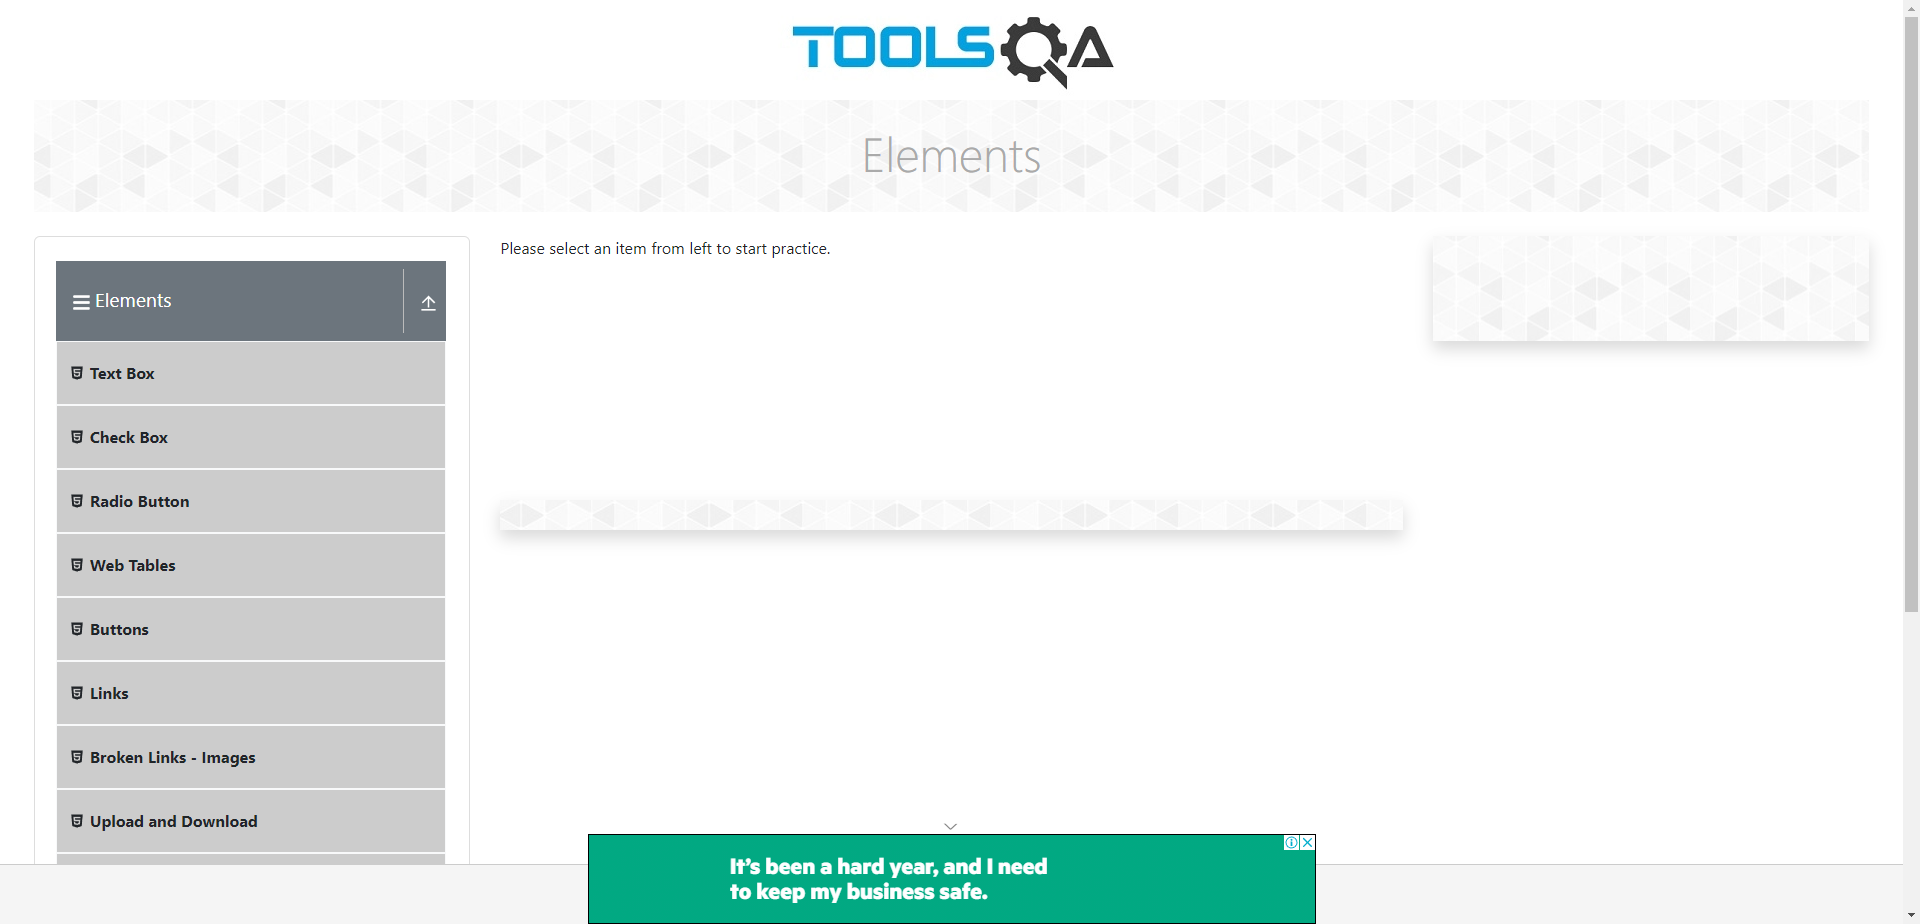 TOOLSQA
Elements
Please select an item from left to start practice.
Elements
Text Box
Check Box
Radio Button
Web Tables
Buttons
Links
Broken Links - Images
Upload and Download
It's been a hard year, and I need
to keep my business safe.